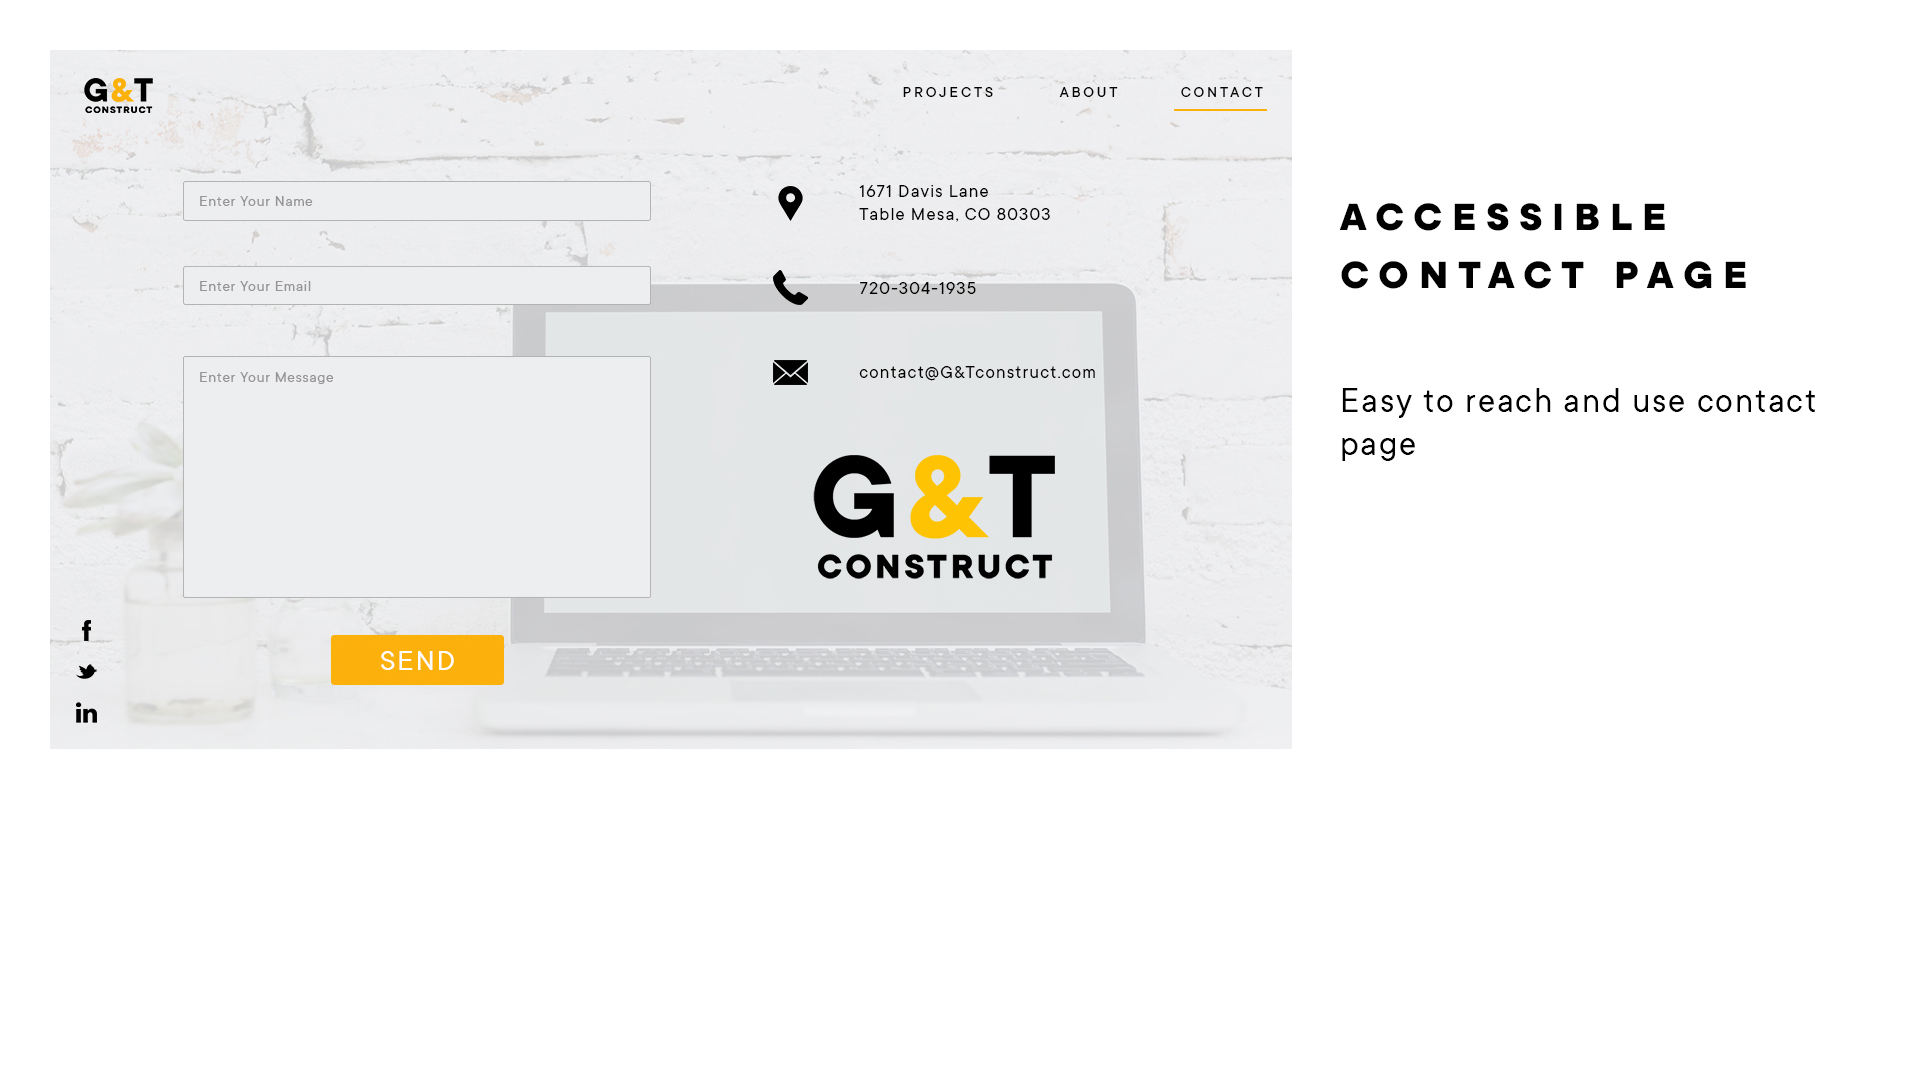 G&T
CONSTRUCT
PROJECTS
ABOUT
CONTACT
Enter Your Name
Enter Your Email
Enter Your Message
SEND
1671 Davis Lane
Table Mesa, CO 80303
720-304-1935
contact@G&Tconstruct.com
G&T
CONSTRUCT
f
in
ACCESSIBLE
CONTACT PAGE
Easy to reach and use contact
page